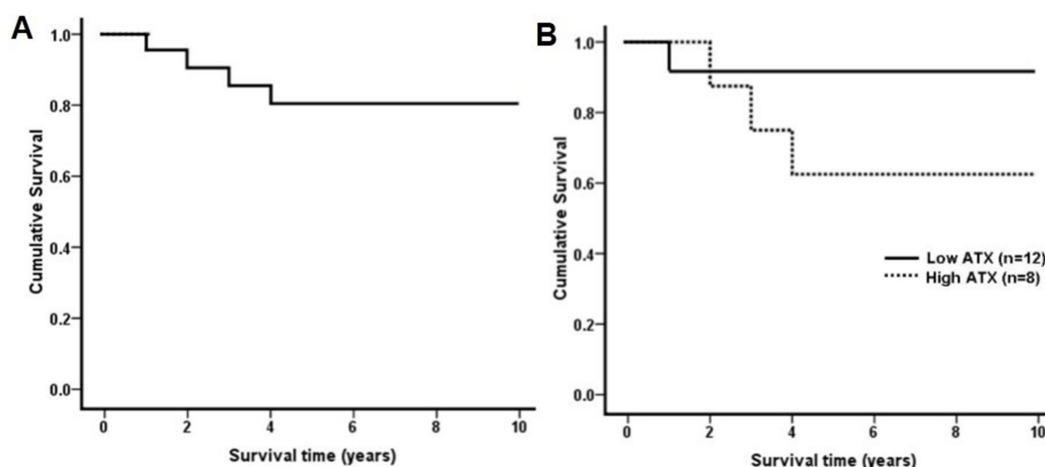 A
1.0
0.8
0.6
0.4
0.2
0.0
Cumulative Survival
0 2 4 6 8 10
Survival time (years)
B
1.0
0.8
0.6
0.4
0.2
0.0
Cumulative Survival
Low ATX (n=12)
High ATX (n=8)
0 2 4 6 8 10
Survival time (years)